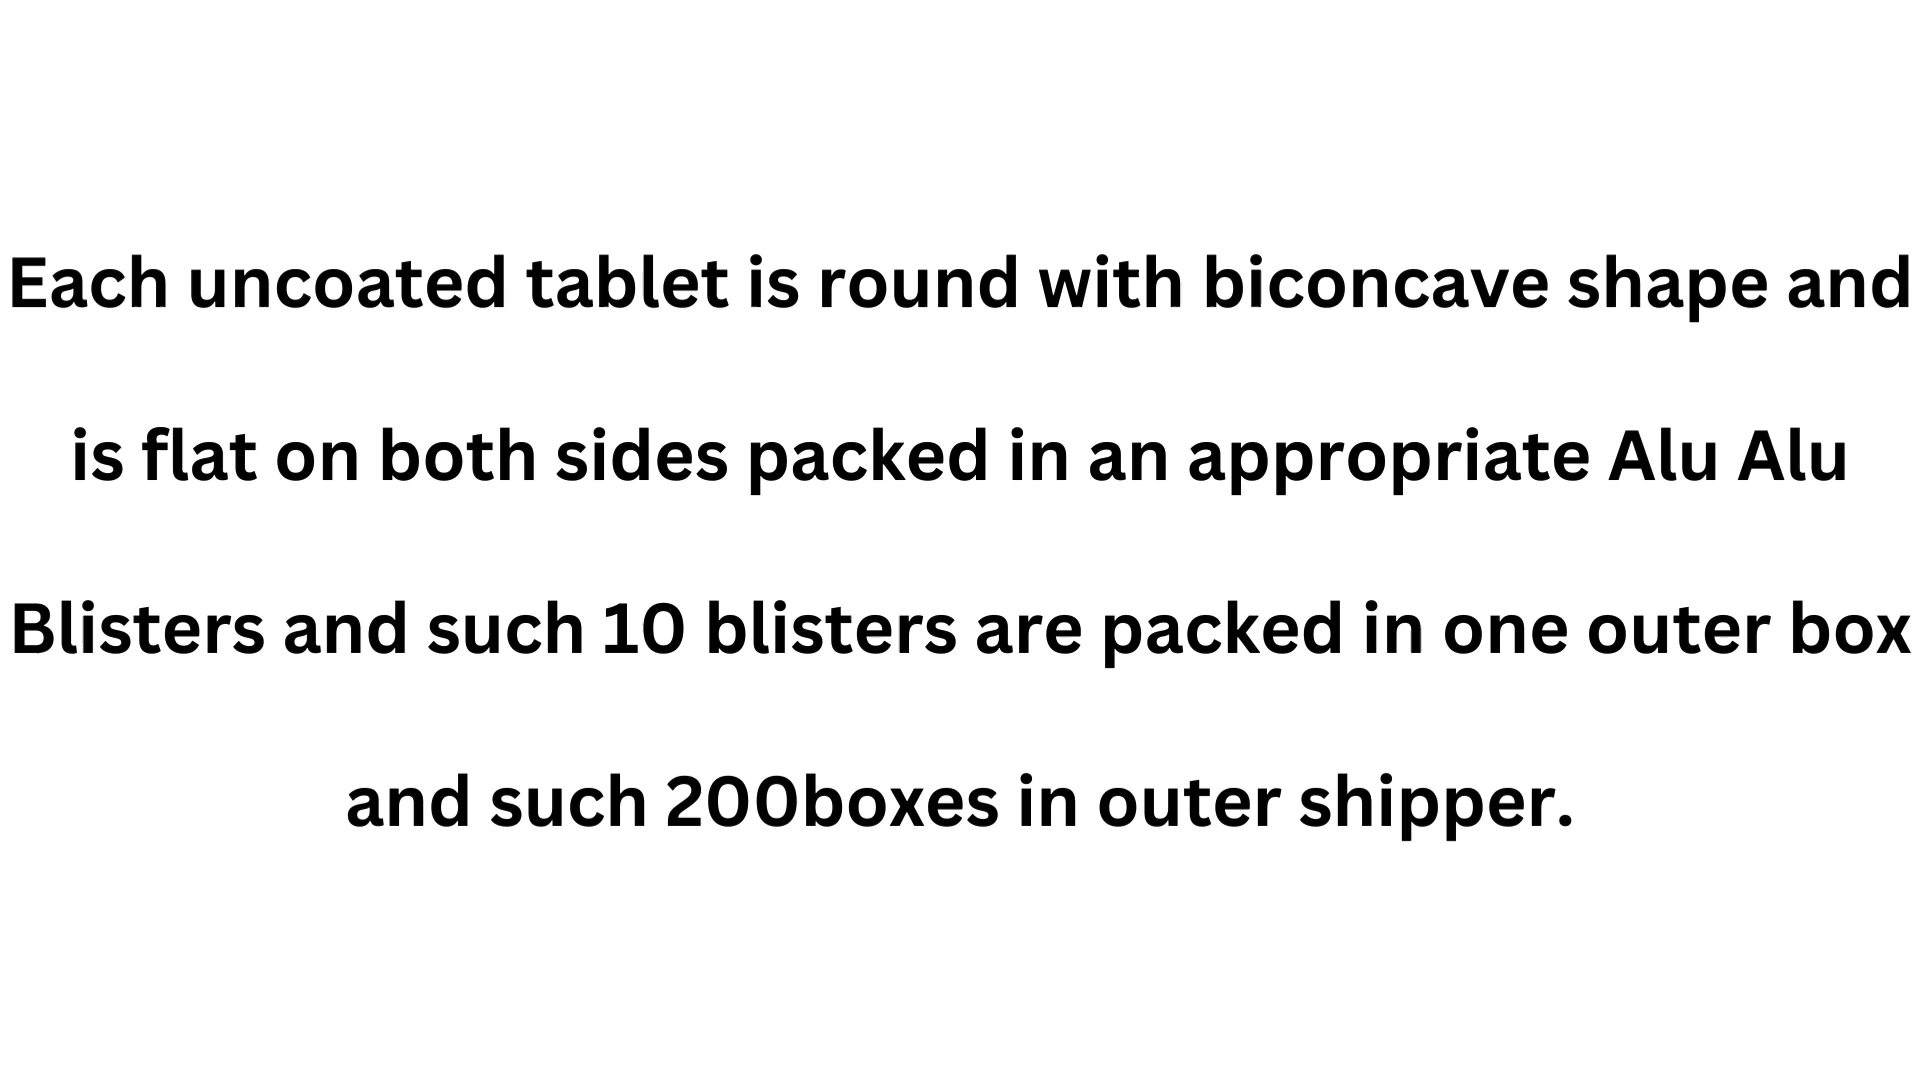 Each uncoated tablet is round with biconcave shape and
is flat on both sides packed in an appropriate Alu Alu
Blisters and such 10 blisters are packed in one outer box
and such 200boxes in outer shipper.